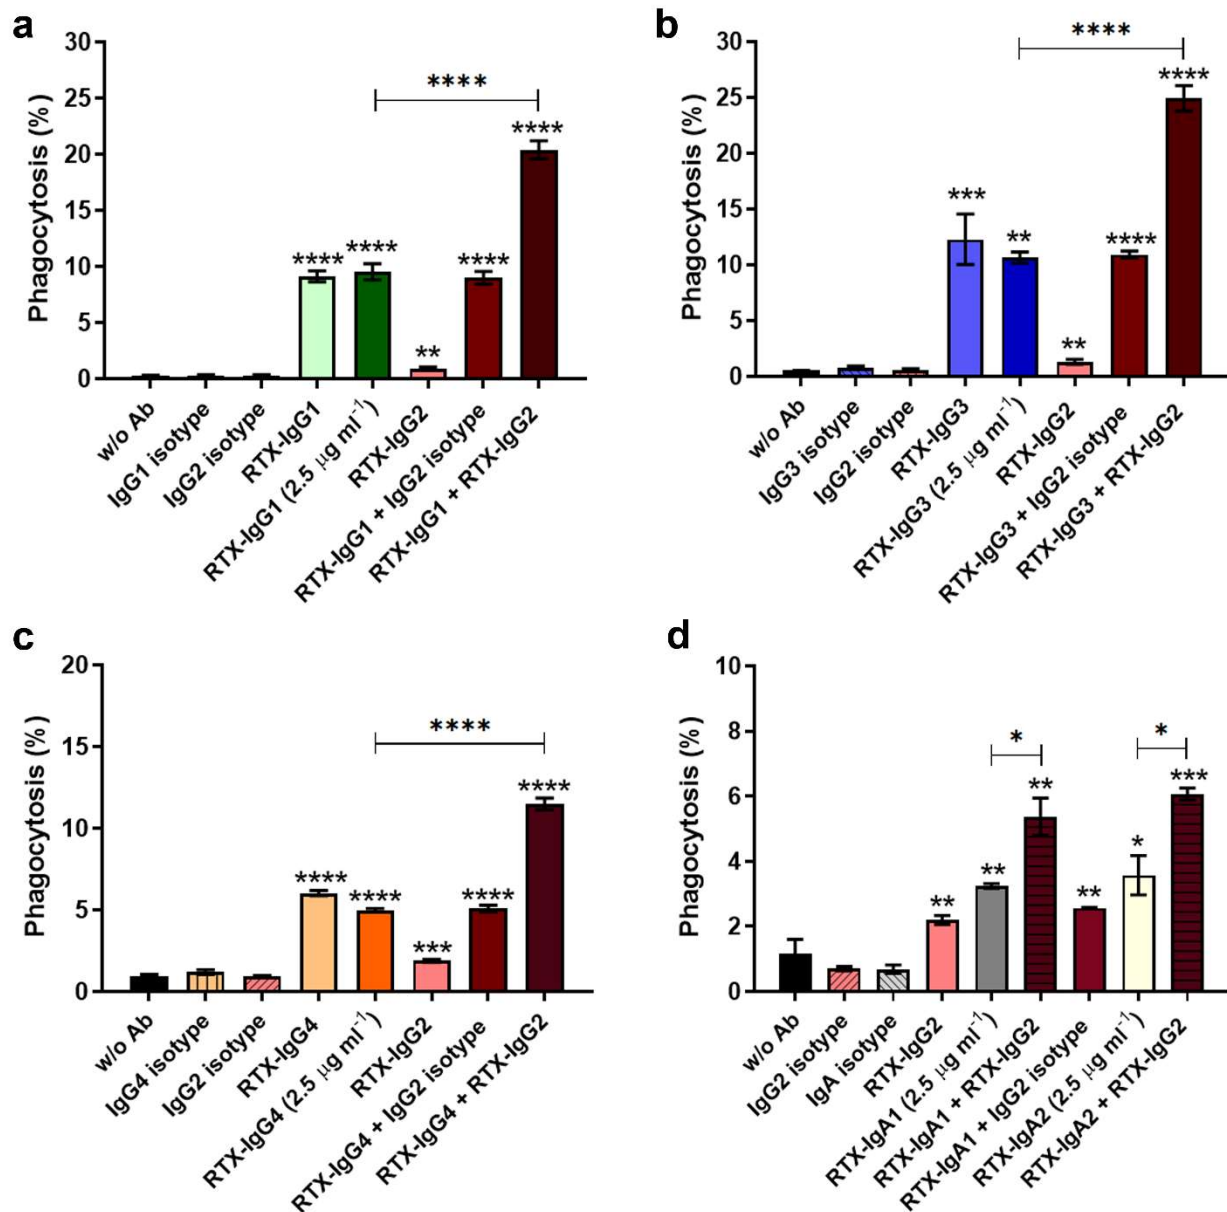 a
Phagocytosis (%)
30
25
20
15
10
5
0
****
****
****
**
****
****
w/o Ab
IgG1 isotype
IgG2 isotype
RTX-IgG1
RTX-IgG1 (2.5 μg ml⁻¹)
RTX-IgG2
RTX-IgG1 + IgG2 isotype
RTX-IgG1 + RTX-IgG2
b
Phagocytosis (%)
30
25
20
15
10
5
0
****
***
**
**
****
****
w/o Ab
IgG3 isotype
IgG2 isotype
RTX-IgG3
RTX-IgG3 (2.5 μg ml⁻¹)
RTX-IgG2
RTX-IgG3 + IgG2 isotype
RTX-IgG3 + RTX-IgG2
c
Phagocytosis (%)
20
15
10
5
0
****
****
****
***
****
****
w/o Ab
IgG4 isotype
IgG2 isotype
RTX-IgG4
RTX-IgG4 (2.5 μg ml⁻¹)
RTX-IgG2
RTX-IgG4 + IgG2 isotype
RTX-IgG4 + RTX-IgG2
d
Phagocytosis (%)
10
8
6
4
2
0
*
*
**
**
**
**
*
***
w/o Ab
IgG2 isotype
IgA isotype
RTX-IgG2
RTX-IgA1 (2.5 μg ml⁻¹)
RTX-IgA1 + RTX-IgG2
RTX-IgA1 + IgG2 isotype
RTX-IgA2 (2.5 μg ml⁻¹)
RTX-IgA2 + RTX-IgG2